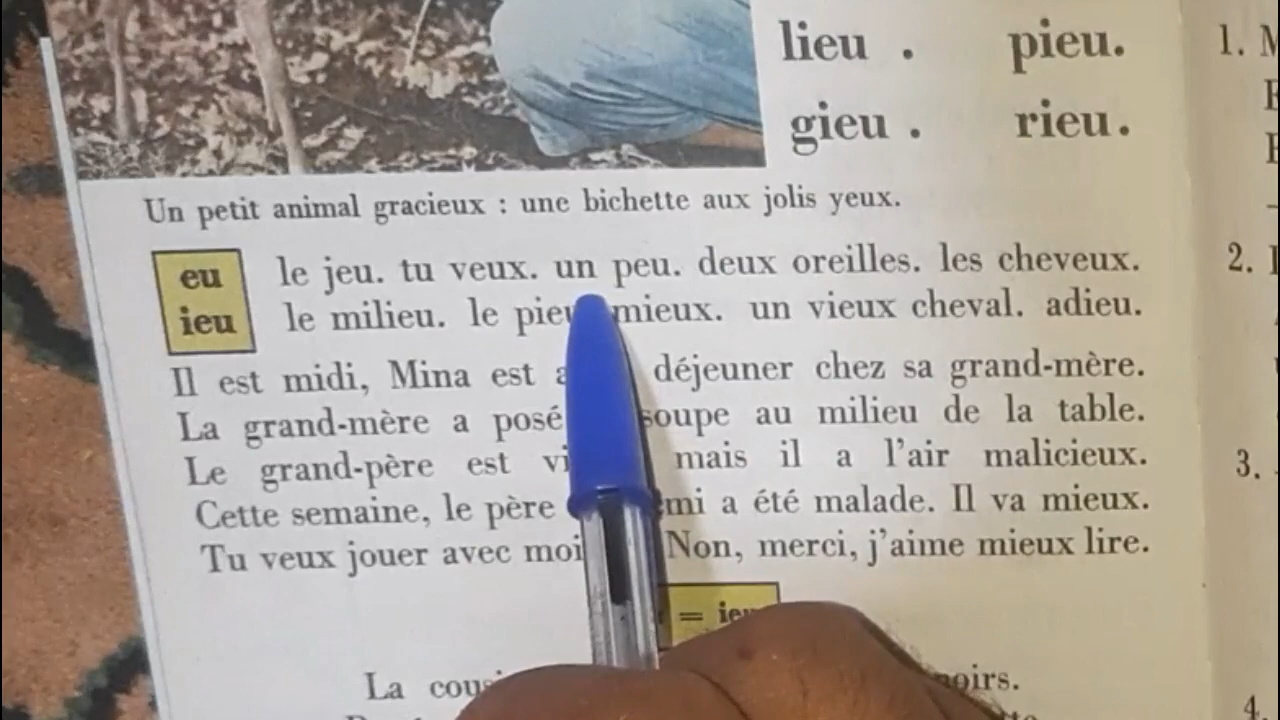 lieu . pieu.
gieu . rieu.
Un petit animal gracieux : une bichette aux jolis yeux.
eu le jeu. tu veux. un peu. deux oreilles. les cheveux.
ieu le milieu. le mieux. un vieux cheval. adieu.
Il est midi, Mina est déjeuner chez sa grand-mère.
La grand-mère a posé soupe au milieu de la table.
Le grand-père est mais il a l'air malicieux.
Cette semaine, le père a été malade. Il va mieux.
Tu veux jouer avec moi Non, merci, j'aime mieux lire.
=
La
1.
2.
3.
4.